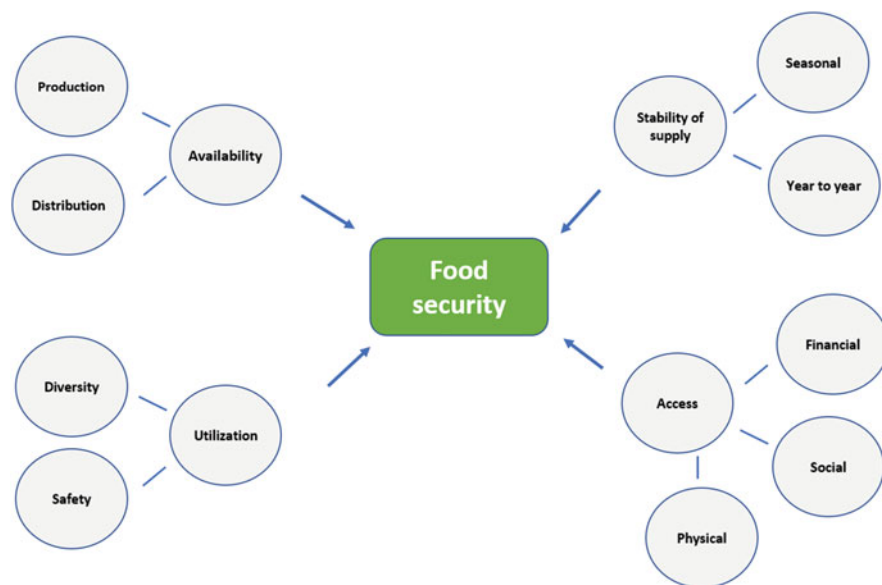 Production
Distribution
Availability
Seasonal
Stability of
supply
Year to year
Food
security
Diversity
Safety
Utilization
Financial
Access
Social
Physical